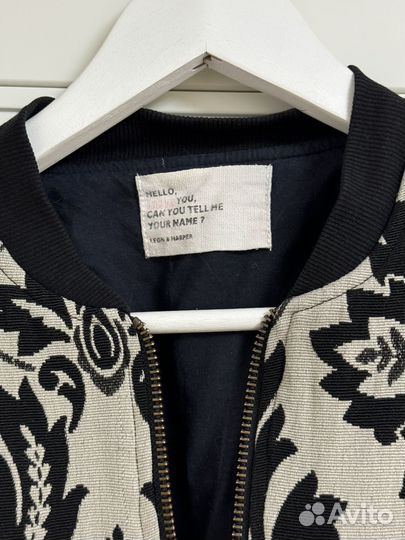 HELLO,
YOU,
CAN YOU TELL ME
YOUR NAME ?
LEON & HARPER
Avito